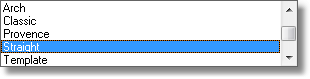 Arch
Classic
Provence
Straight
Template